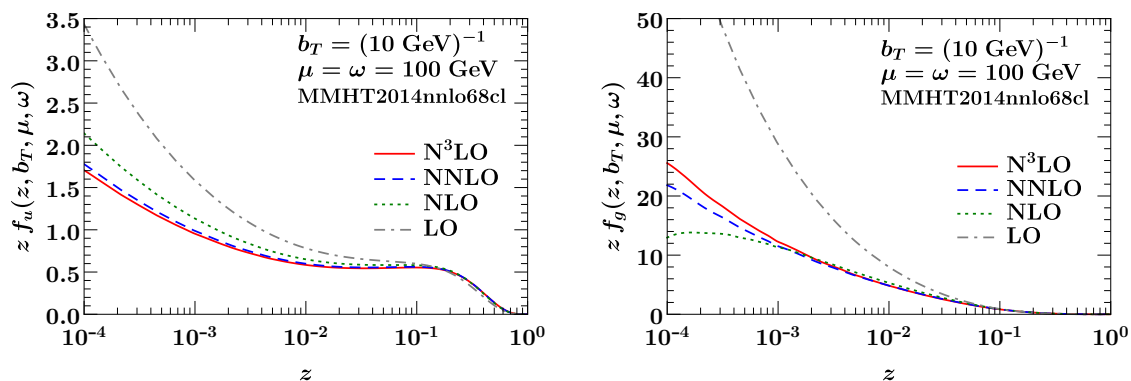 3.5
3.0
2.5
2.0
1.5
1.0
0.5
0.0
z f_u(z, b_T, μ, ω)
b_T = (10 GeV)^{-1}
μ = ω = 100 GeV
MMHT2014nnlo68cl
N^3LO
NNLO
NLO
LO
10^{-4} 10^{-3} 10^{-2} 10^{-1} 10^0
z
50
40
30
20
10
0
z f_g(z, b_T, μ, ω)
b_T = (10 GeV)^{-1}
μ = ω = 100 GeV
MMHT2014nnlo68cl
N^3LO
NNLO
NLO
LO
10^{-4} 10^{-3} 10^{-2} 10^{-1} 10^0
z